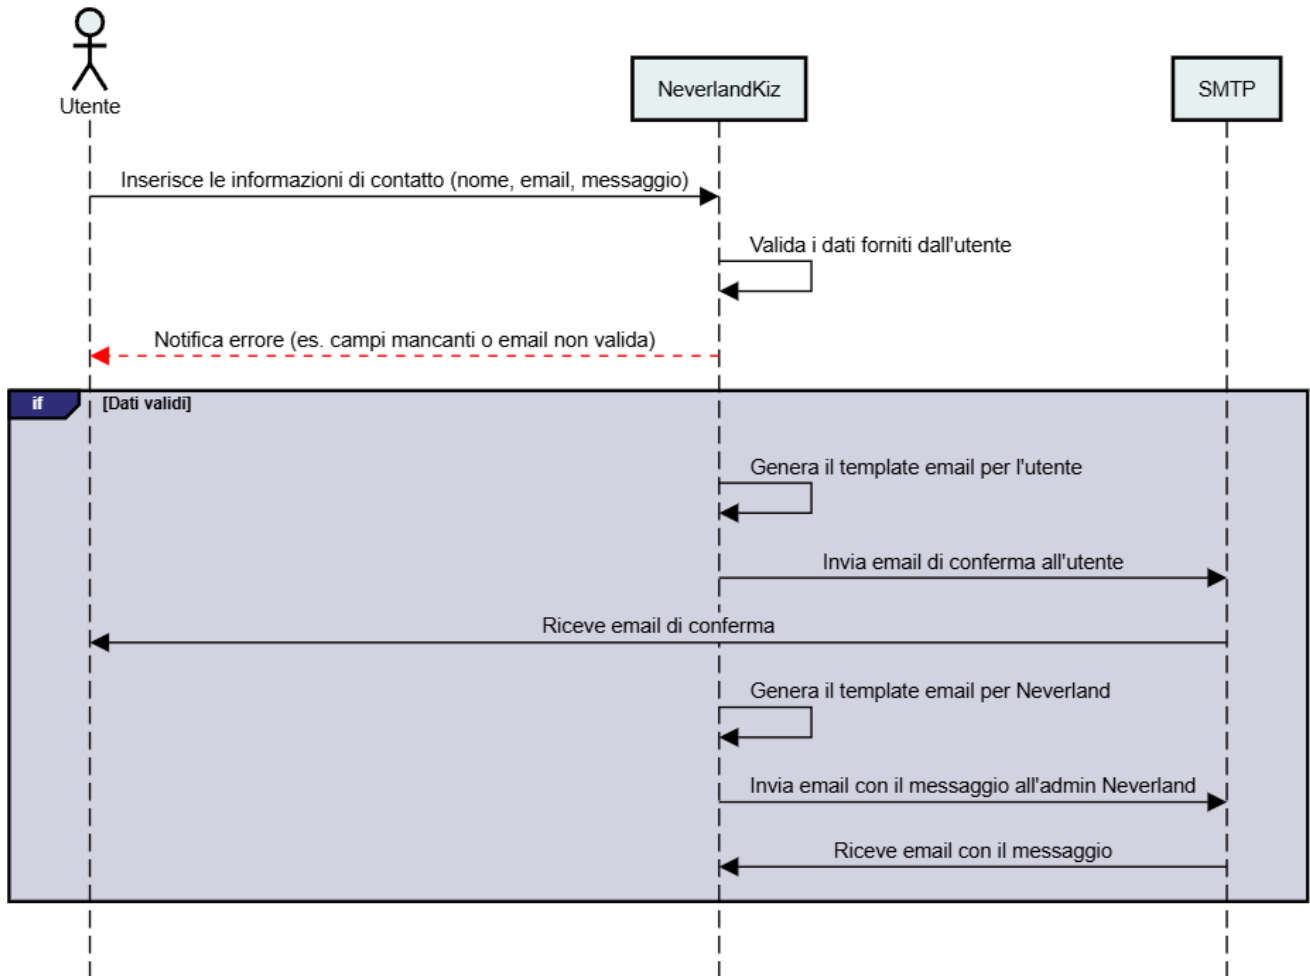 Utente
NeverlandKiz
SMTP
Inserisce le informazioni di contatto (nome, email, messaggio)
Valida i dati forniti dall'utente
Notifica errore (es. campi mancanti o email non valida)
if
[Dati validi]
Genera il template email per l'utente
Invia email di conferma all'utente
Riceve email di conferma
Genera il template email per Neverland
Invia email con il messaggio all'admin Neverland
Riceve email con il messaggio